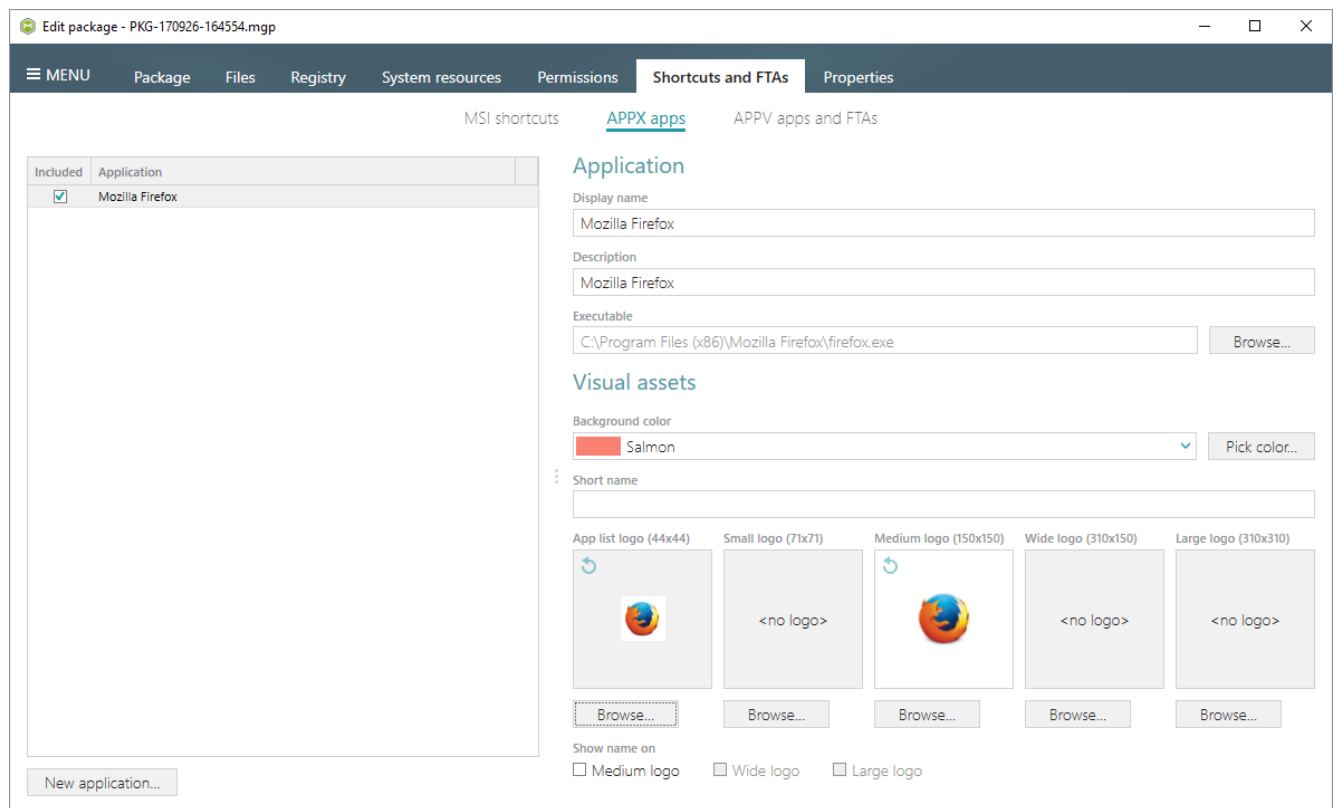 Edit package - PKG-170926-164554.mgp
MENU Package Files Registry System resources Permissions Shortcuts and FTAs Properties
MSI shortcuts APPX apps APPV apps and FTAs
Included Application
Mozilla Firefox
New application...
Application
Display name
Mozilla Firefox
Description
Mozilla Firefox
Executable
C:\Program Files (x86)\Mozilla Firefox\firefox.exe Browse...
Visual assets
Background color
Salmon Pick color...
Short name
App list logo (44x44) Small logo (71x71) Medium logo (150x150) Wide logo (310x150) Large logo (310x310)
<no logo> <no logo> <no logo>
Browse... Browse... Browse... Browse... Browse...
Show name on
Medium logo Wide logo Large logo